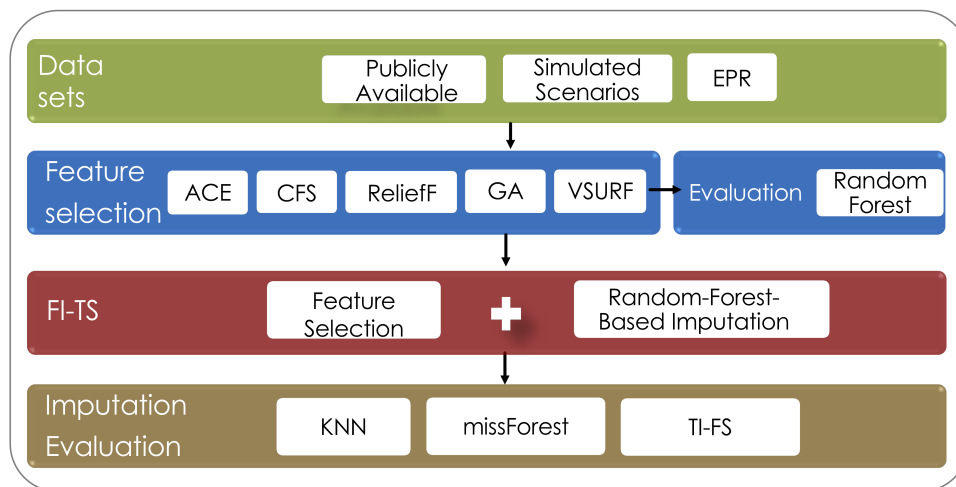 Data
sets
Publicly
Available
Simulated
Scenarios
EPR
Feature
selection
ACE
CFS
ReliefF
GA
VSURF
Evaluation
Random
Forest
FI-TS
Feature
Selection
Random-Forest-
Based Imputation
Imputation
Evaluation
KNN
missForest
TI-FS